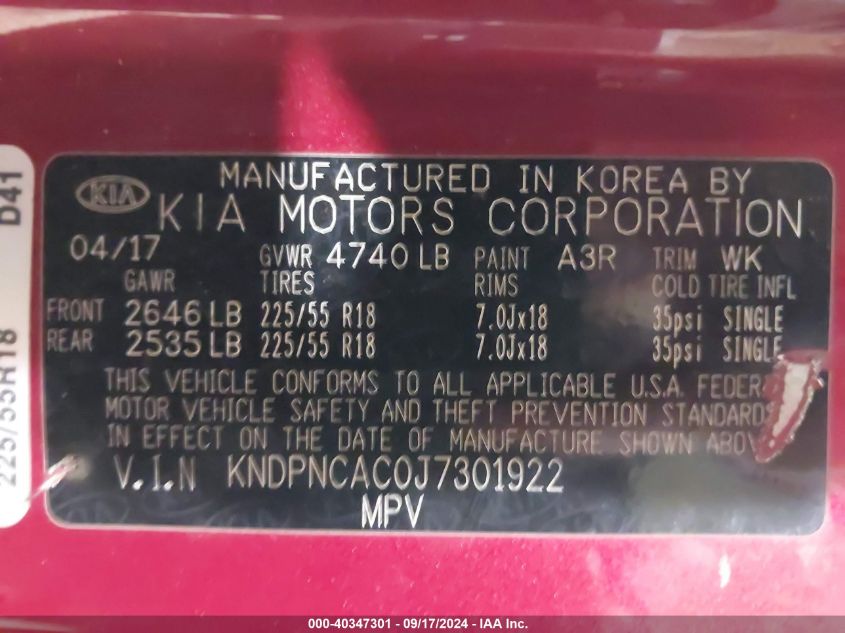 D41
225/55R18
KIA
MANUFACTURED IN KOREA BY
KIA MOTORS CORPORATION
04/17 GVWR 4740 LB PAINT A3R TRIM WK
GAWR TIRES RIMS COLD TIRE INFL
FRONT 2646 LB 225/55 R18 7.0Jx18 35psi SINGLE
REAR 2535 LB 225/55 R18 7.0Jx18 35psi SINGLE
THIS VEHICLE CONFORMS TO ALL APPLICABLE U.S.A. FEDER
MOTOR VEHICLE SAFETY AND THEFT PREVENTION STANDARDS
IN EFFECT ON THE DATE OF MANUFACTURE SHOWN ABOV
V.I.N KNDPNCAC0J7301922
MPV
000-40347301 - 09/17/2024 - IAA Inc.